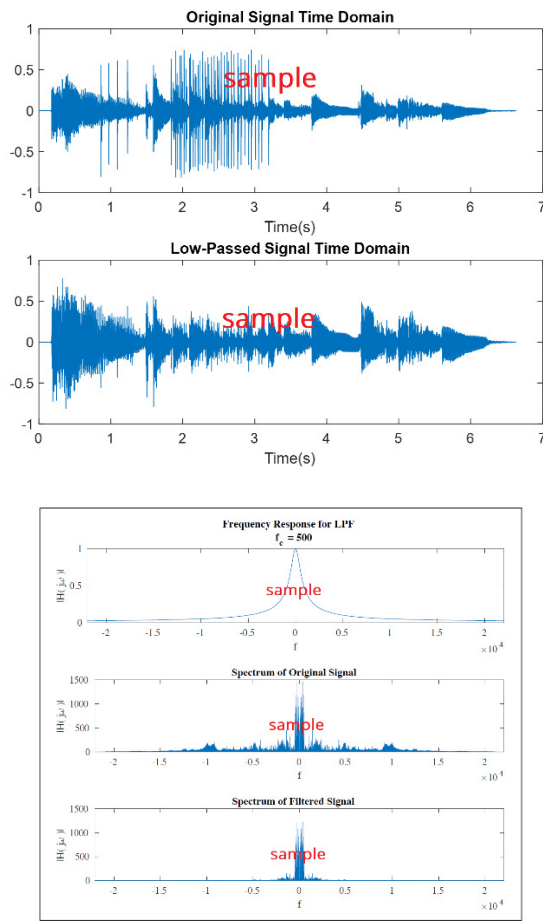 Original Signal Time Domain
1
0.5
0
-0.5
-1
sample
0 1 2 3 4 5 6 7
Time(s)
Low-Passed Signal Time Domain
1
0.5
0
-0.5
-1
sample
0 1 2 3 4 5 6 7
Time(s)
Frequency Response for LPF
f_c = 500
1
0.5
0
|H( jω)|
sample
-2 -1.5 -1 -0.5 0 0.5 1 1.5 2
×10^4
f
Spectrum of Original Signal
1500
1000
500
0
|H( jω)|
sample
-2 -1.5 -1 -0.5 0 0.5 1 1.5 2
×10^4
f
Spectrum of Filtered Signal
1500
1000
500
0
|H( jω)|
sample
-2 -1.5 -1 -0.5 0 0.5 1 1.5 2
×10^4
f